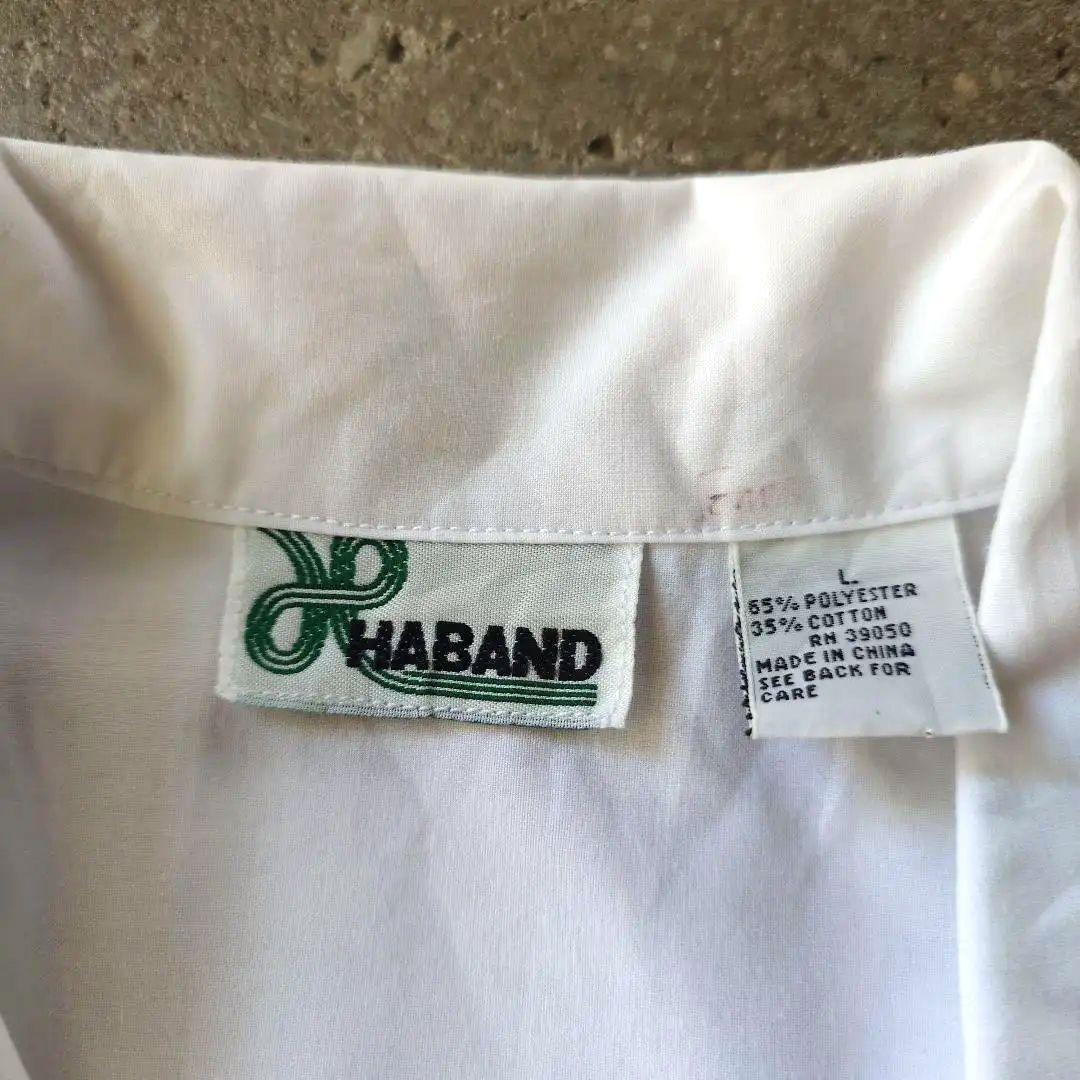 HABAND
L
65% POLYESTER
35% COTTON
RN 39050
MADE IN CHINA
SEE BACK FOR
CARE